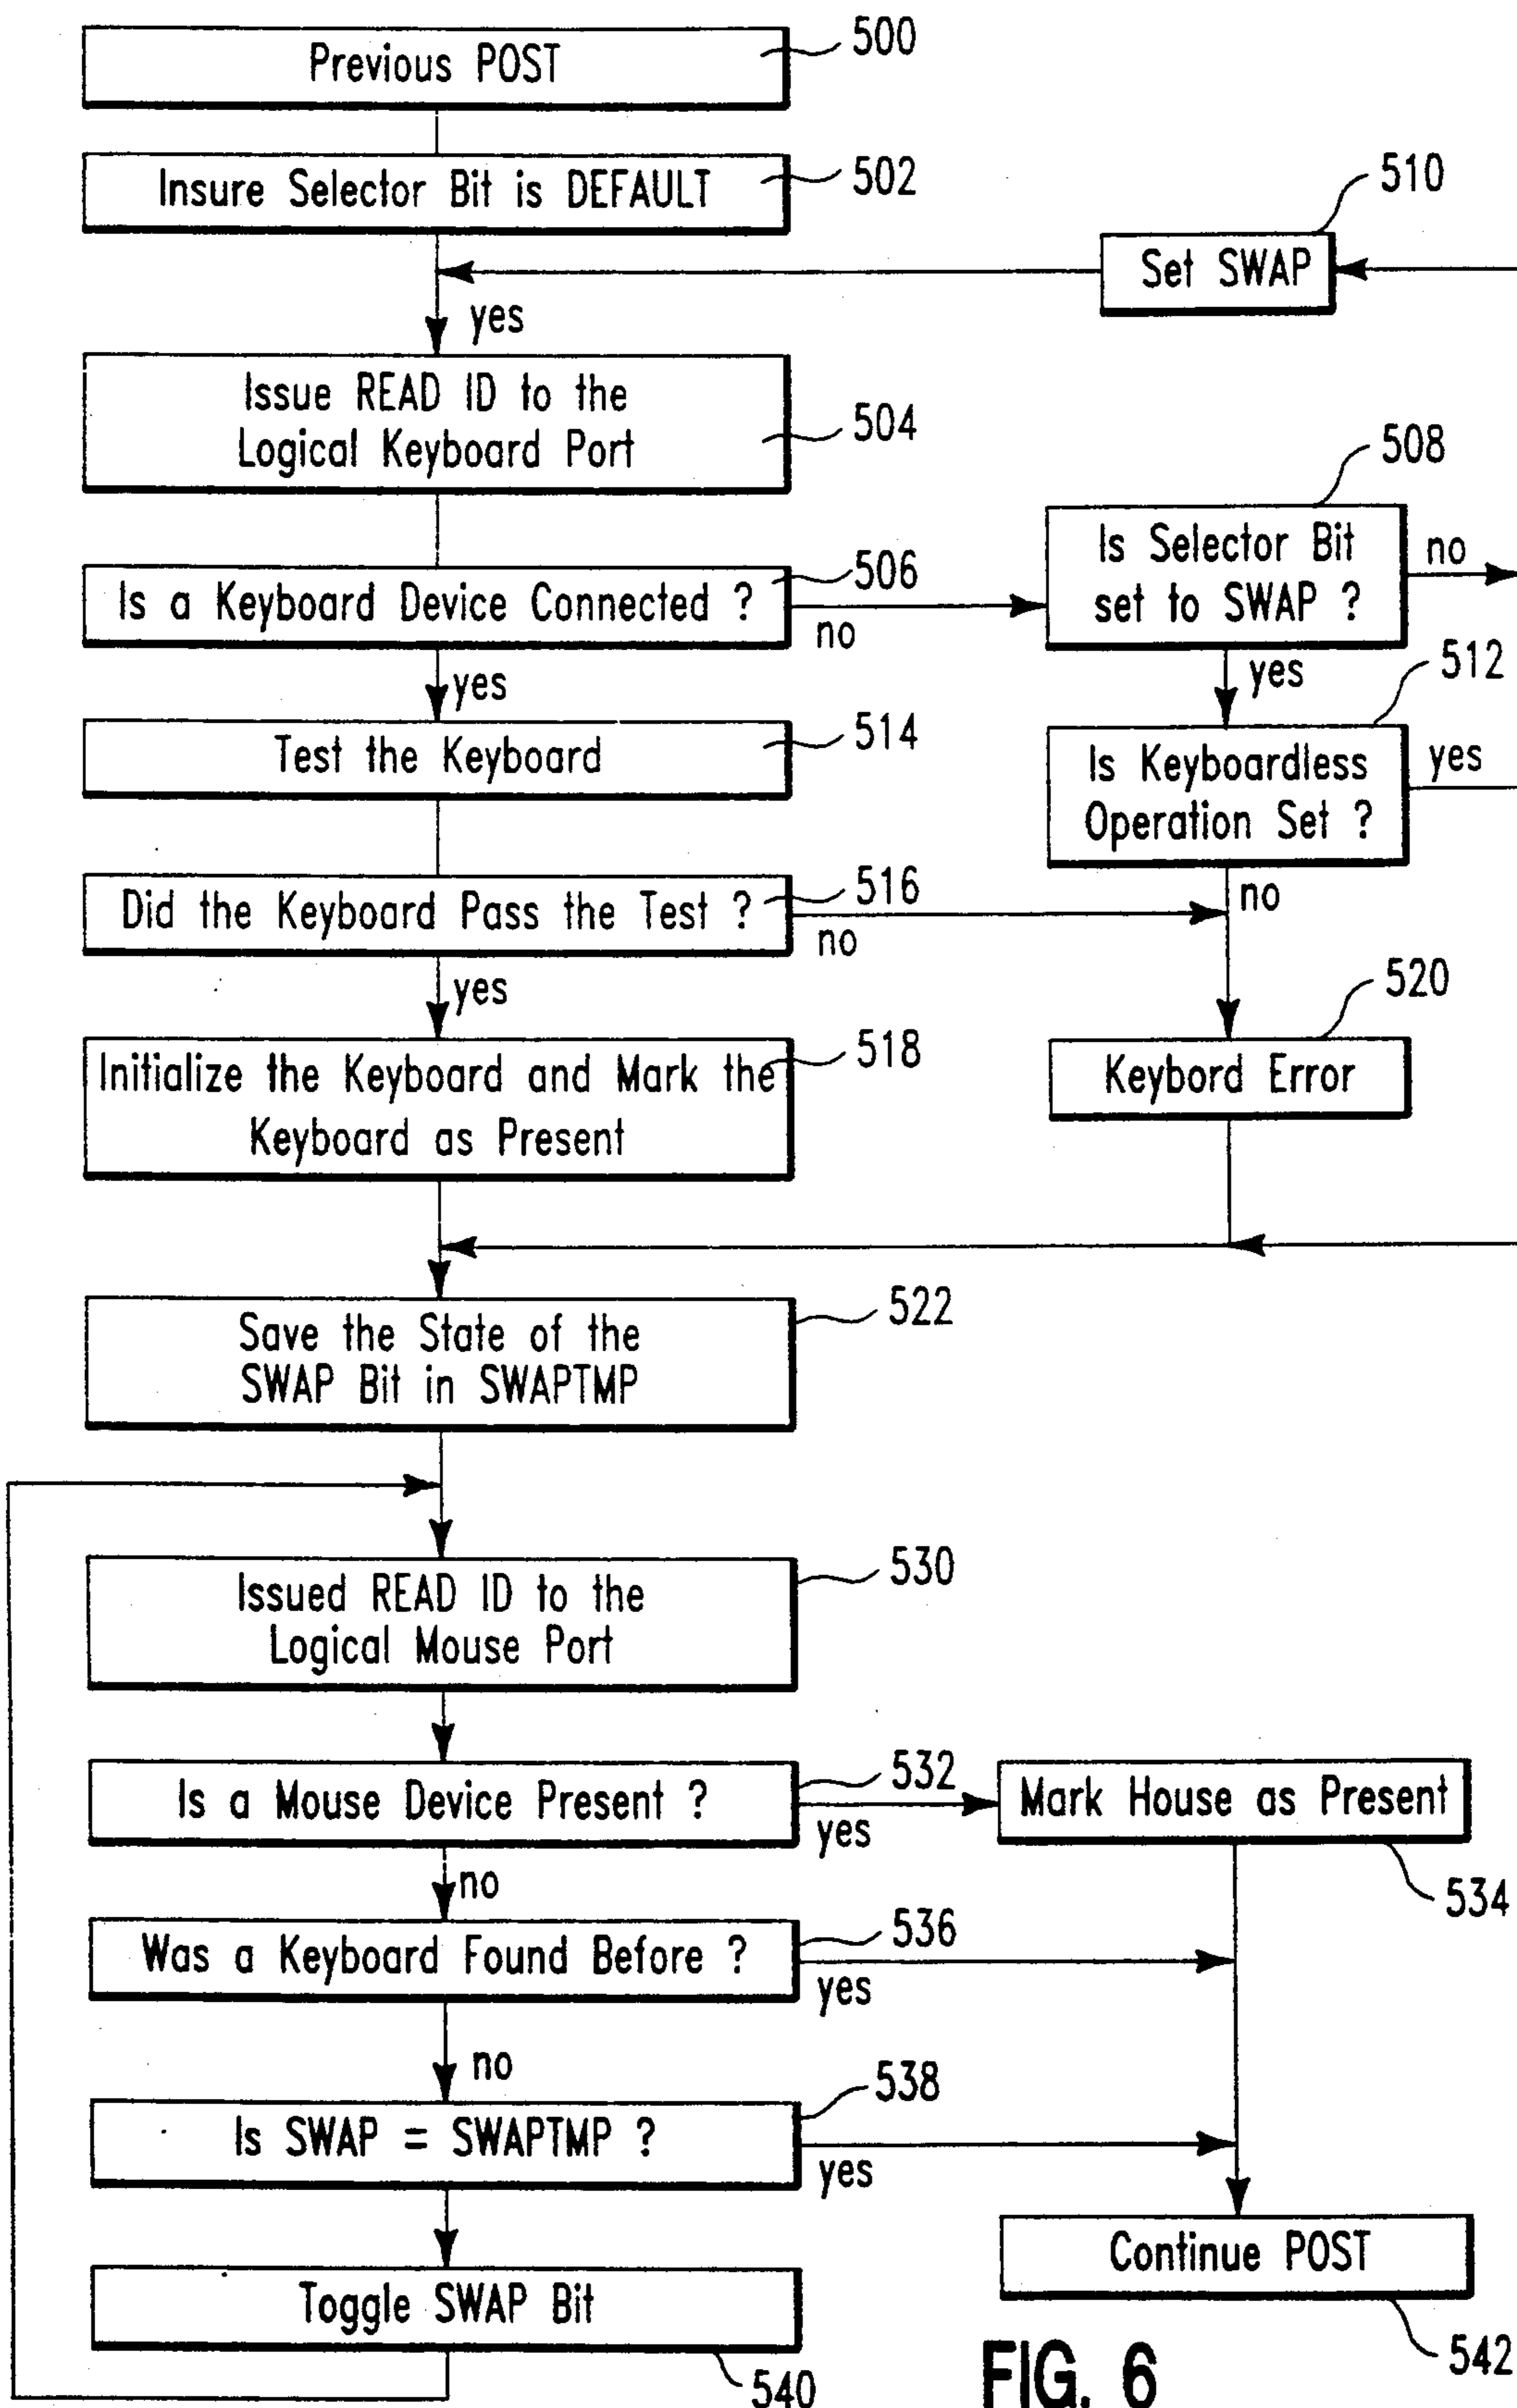 Previous POST
500
Insure Selector Bit is DEFAULT
502
510
Set SWAP
yes
Issue READ ID to the
Logical Keyboard Port
504
508
Is Selector Bit
set to SWAP ?
no
Is a Keyboard Device Connected ?
506
no
yes
yes
512
Test the Keyboard
514
Is Keyboardless
Operation Set ?
yes
Did the Keyboard Pass the Test ?
516
no
no
yes
520
Initialize the Keyboard and Mark the
Keyboard as Present
518
Keybord Error
Save the State of the
SWAP Bit in SWAPTMP
522
Issued READ ID to the
Logical Mouse Port
530
Is a Mouse Device Present ?
532
yes
Mark House as Present
534
no
Was a Keyboard Found Before ?
536
yes
no
538
Is SWAP = SWAPTMP ?
yes
Toggle SWAP Bit
540
Continue POST
542
FIG. 6